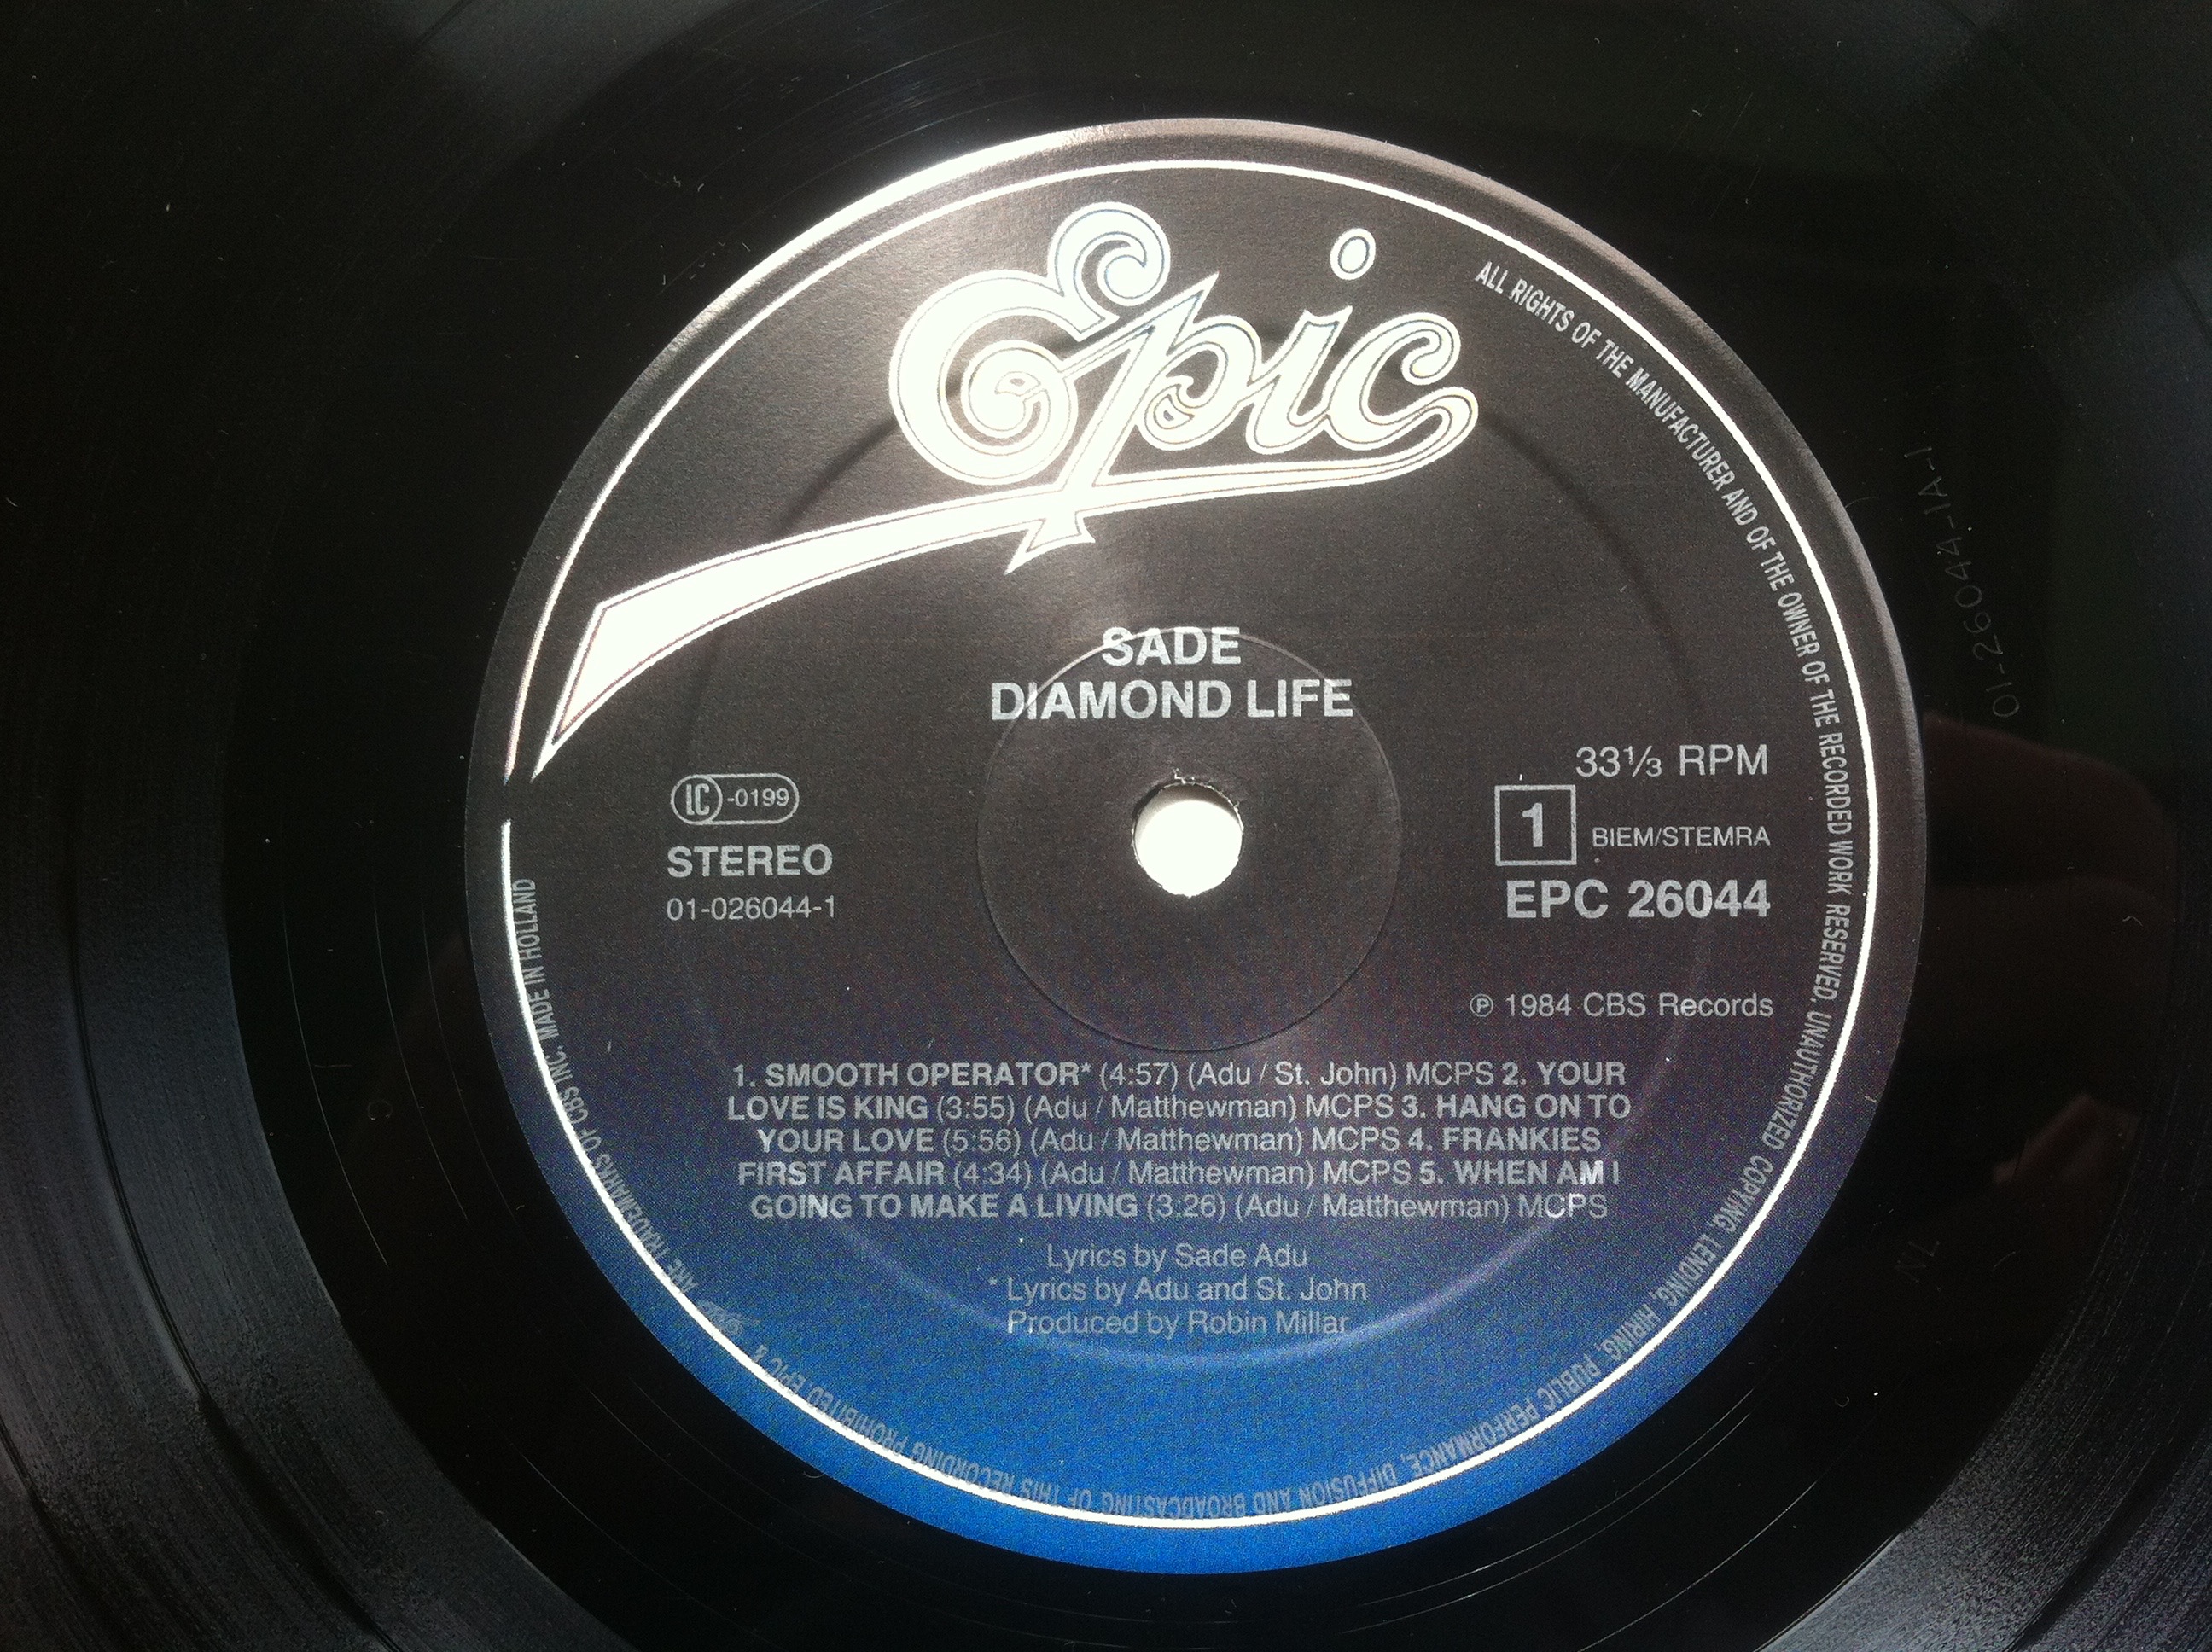 Epic
SADE
DIAMOND LIFE
IC -0199
STEREO
01-026044-1
33⅓ RPM
1 BIEM/STEMRA
EPC 26044
℗ 1984 CBS Records
1. SMOOTH OPERATOR* (4:57) (Adu / St. John) MCPS 2. YOUR
LOVE IS KING (3:55) (Adu / Matthewman) MCPS 3. HANG ON TO
YOUR LOVE (5:56) (Adu / Matthewman) MCPS 4. FRANKIES
FIRST AFFAIR (4:34) (Adu / Matthewman) MCPS 5. WHEN AM I
GOING TO MAKE A LIVING (3:26) (Adu / Matthewman) MCPS
Lyrics by Sade Adu
* Lyrics by Adu and St. John
Produced by Robin Millar
ALL RIGHTS OF THE MANUFACTURER AND OF THE OWNER OF THE RECORDED WORK RESERVED. UNAUTHORIZED COPYING, LENDING, HIRING, PUBLIC PERFORMANCE, DIFFUSION AND BROADCASTING OF THIS RECORDING PROHIBITED EPIC & ARE TRADEMARKS OF CBS INC. MADE IN HOLLAND
01-26044-1A-1